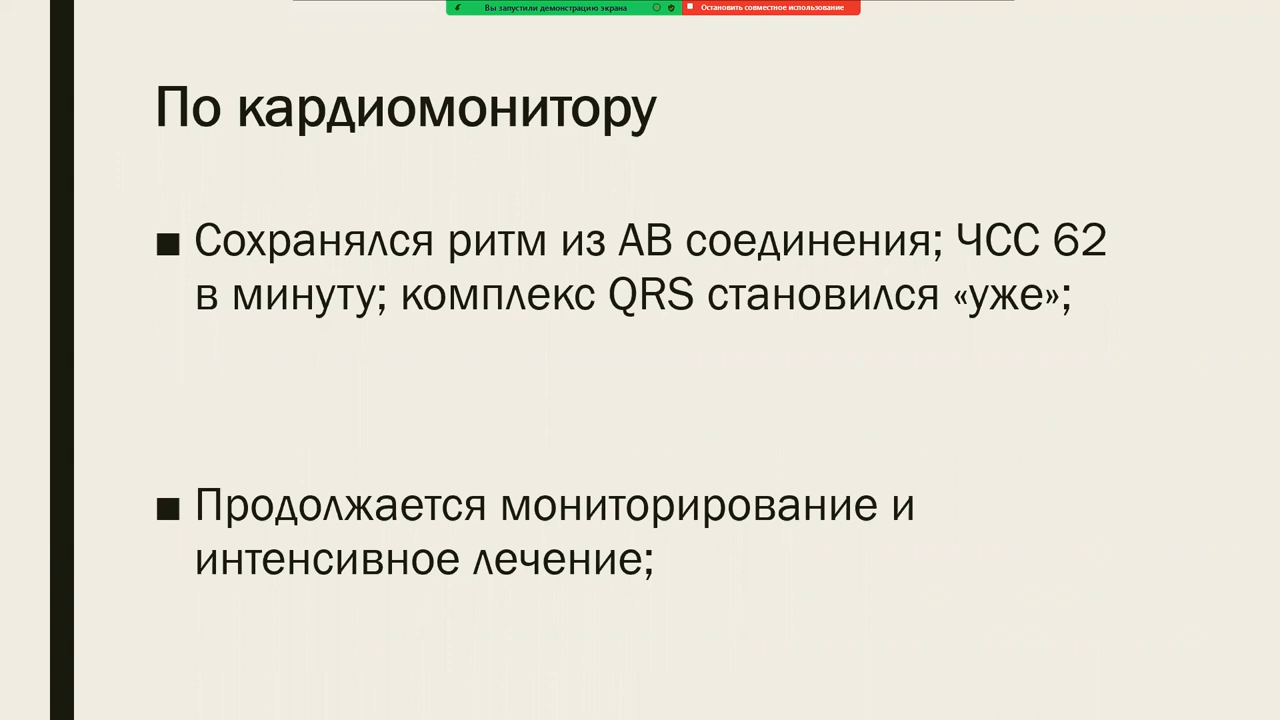 Вы запустили демонстрацию экрана
Остановить совместное использование
По кардиомонитору
■ Сохранялся ритм из АВ соединения; ЧСС 62
в минуту; комплекс QRS становился «уже»;
■ Продолжается мониторирование и
интенсивное лечение;